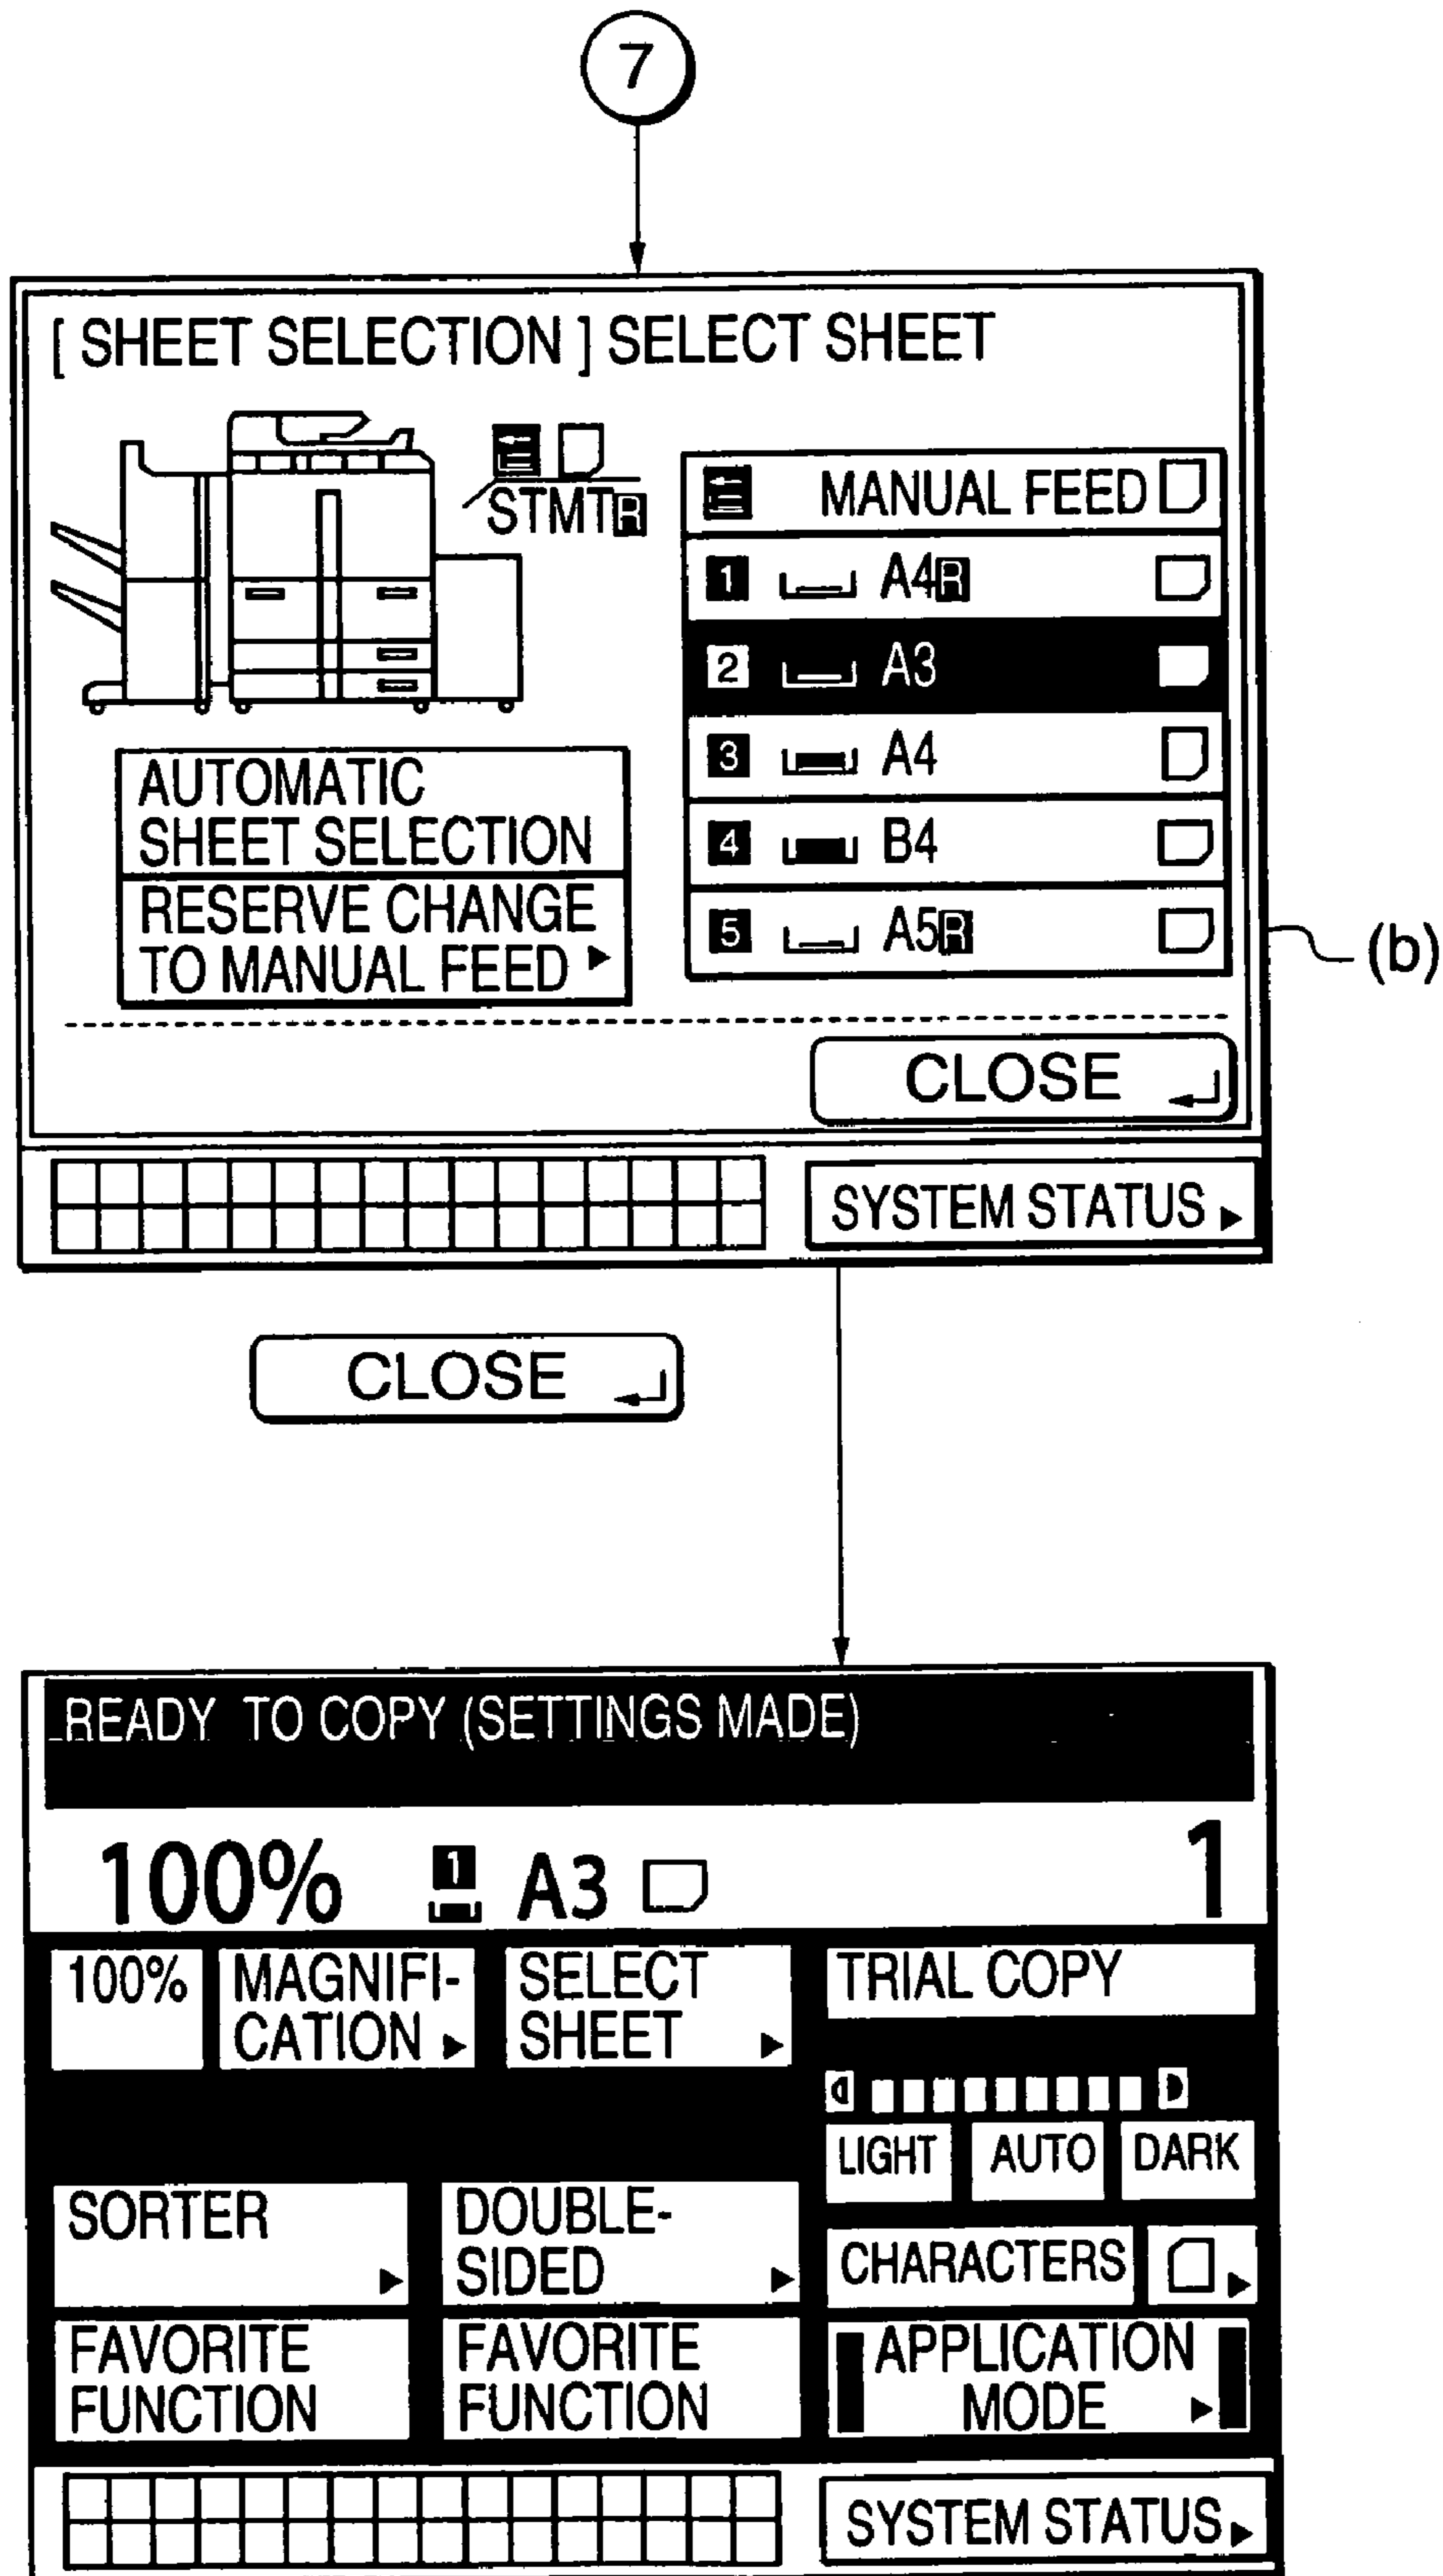 7
[ SHEET SELECTION ] SELECT SHEET
STMTR
MANUAL FEED
1 A4R
2 A3
3 A4
4 B4
5 A5R
AUTOMATIC
SHEET SELECTION
RESERVE CHANGE
TO MANUAL FEED
(b)
CLOSE
SYSTEM STATUS
CLOSE
READY TO COPY (SETTINGS MADE)
100% 1 A3 1
100%
MAGNIFI-
CATION
SELECT
SHEET
TRIAL COPY
LIGHT AUTO DARK
SORTER
DOUBLE-
SIDED
CHARACTERS
FAVORITE
FUNCTION
FAVORITE
FUNCTION
APPLICATION
MODE
SYSTEM STATUS